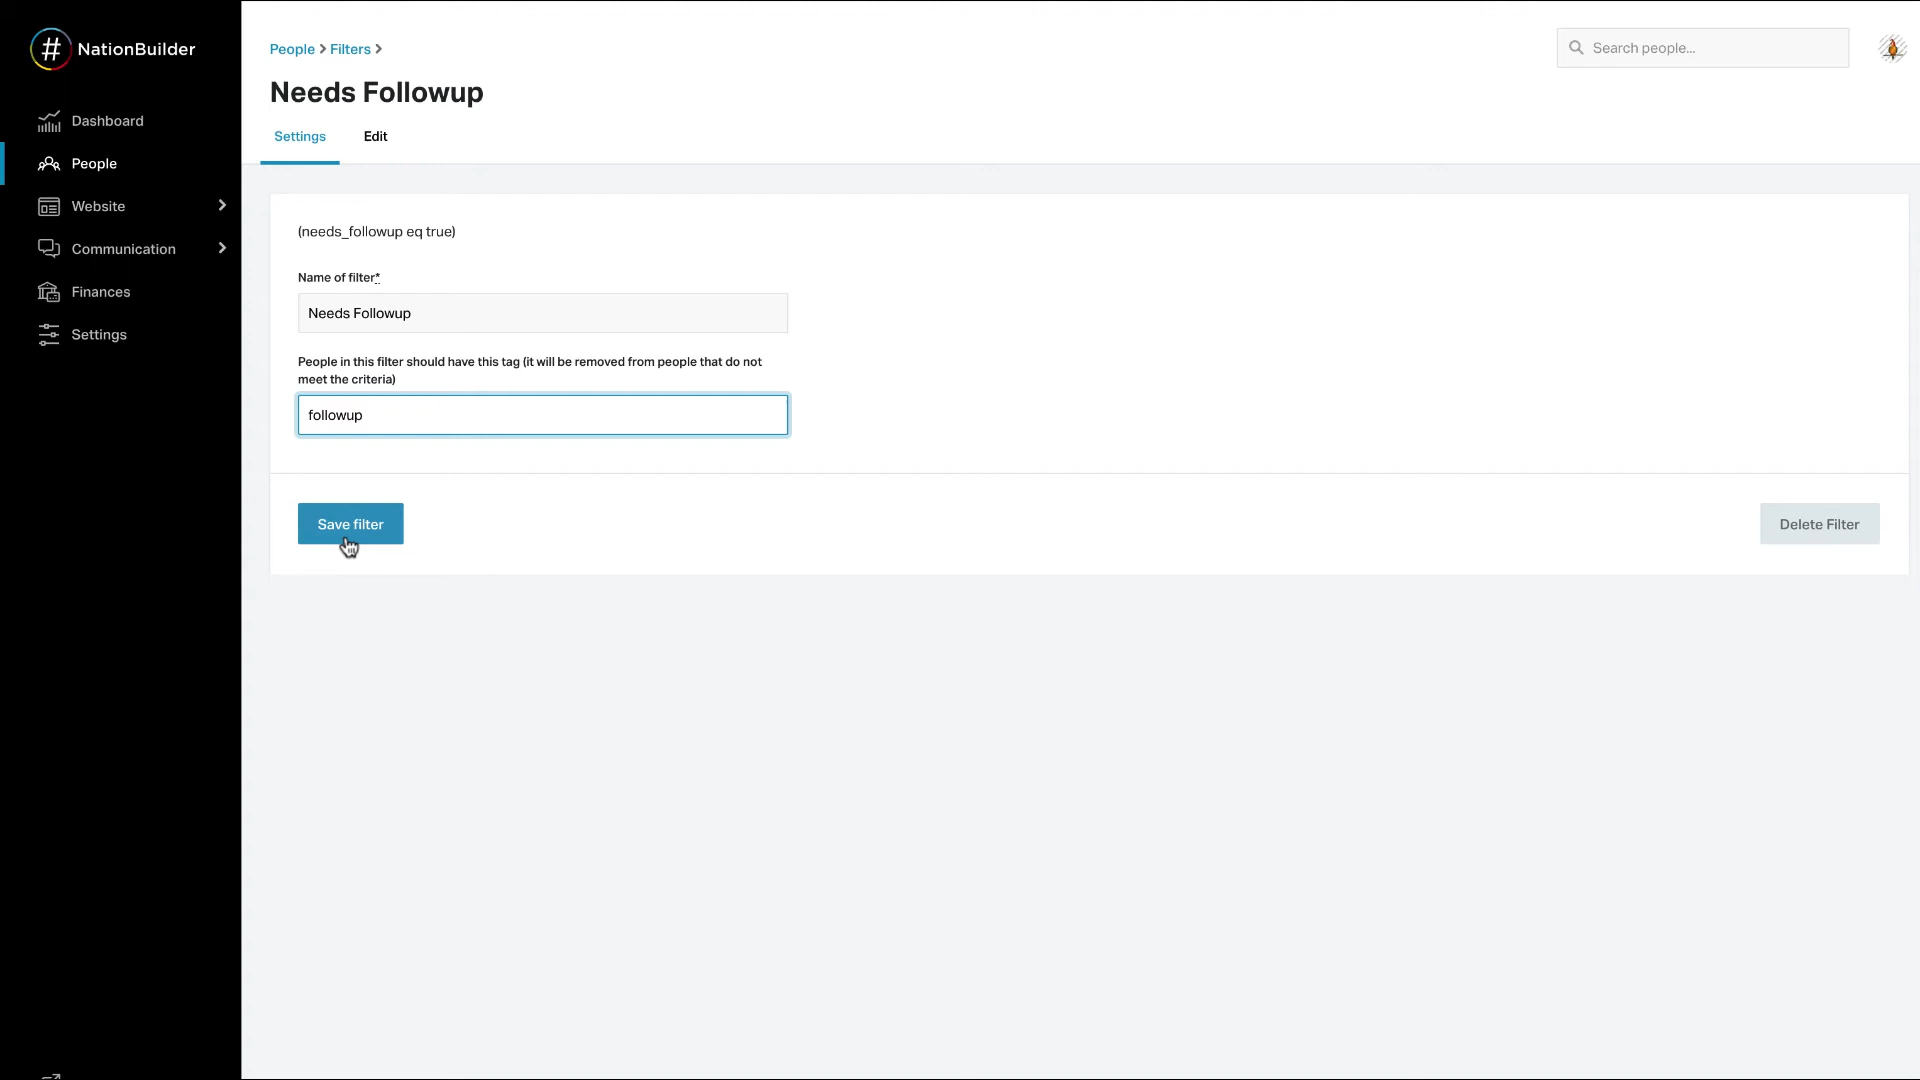 # NationBuilder
Dashboard
People
Website
Communication
Finances
Settings
People > Filters >
Search people...
Needs Followup
Settings
Edit
(needs_followup eq true)
Name of filter*
Needs Followup
People in this filter should have this tag (it will be removed from people that do not
meet the criteria)
followup
Save filter
Delete Filter